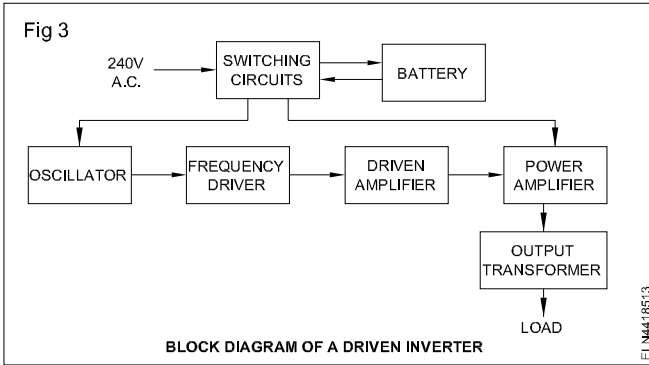 Fig 3
240V
A.C.
SWITCHING
CIRCUITS
BATTERY
OSCILLATOR
FREQUENCY
DRIVER
DRIVEN
AMPLIFIER
POWER
AMPLIFIER
OUTPUT
TRANSFORMER
LOAD
BLOCK DIAGRAM OF A DRIVEN INVERTER
ELN4418513